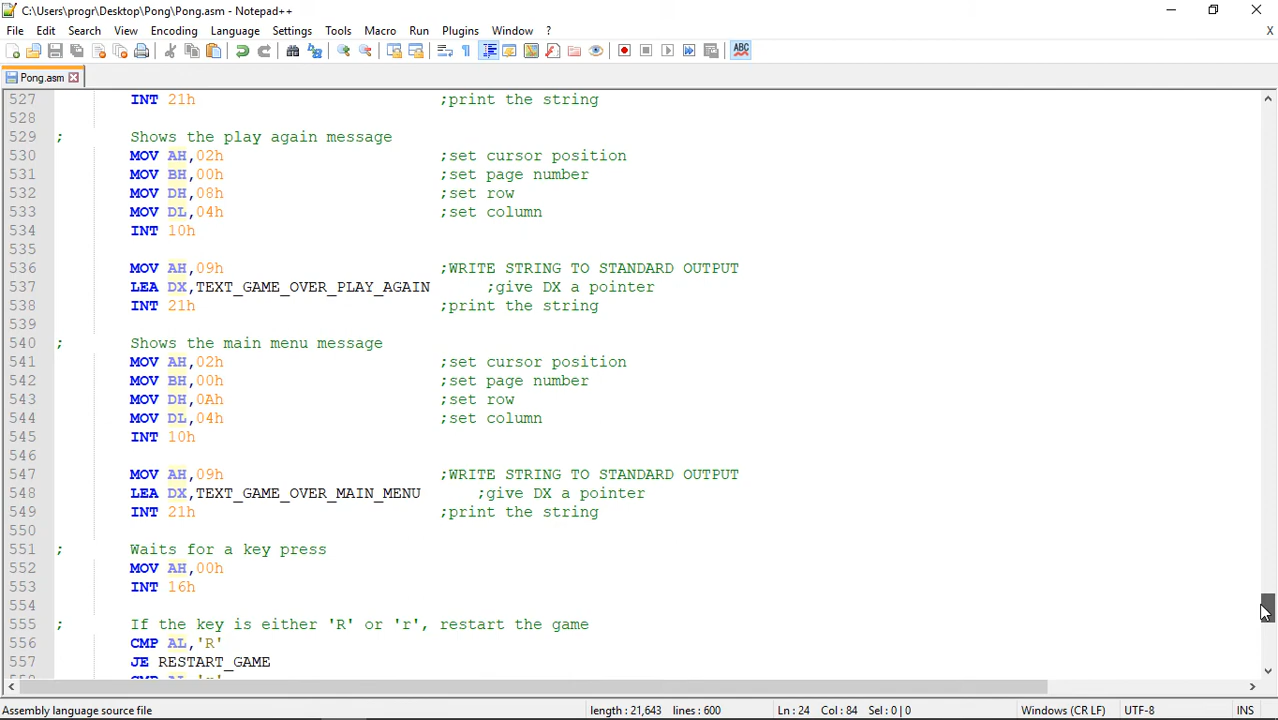 C:\Users\progr\Desktop\Pong\Pong.asm - Notepad++
File Edit Search View Encoding Language Settings Tools Macro Run Plugins Window ? X
ABC
Pong.asm
527 INT 21h ;print the string
528
529 ; Shows the play again message
530 MOV AH,02h ;set cursor position
531 MOV BH,00h ;set page number
532 MOV DH,08h ;set row
533 MOV DL,04h ;set column
534 INT 10h
535
536 MOV AH,09h ;WRITE STRING TO STANDARD OUTPUT
537 LEA DX,TEXT_GAME_OVER_PLAY_AGAIN ;give DX a pointer
538 INT 21h ;print the string
539
540 ; Shows the main menu message
541 MOV AH,02h ;set cursor position
542 MOV BH,00h ;set page number
543 MOV DH,0Ah ;set row
544 MOV DL,04h ;set column
545 INT 10h
546
547 MOV AH,09h ;WRITE STRING TO STANDARD OUTPUT
548 LEA DX,TEXT_GAME_OVER_MAIN_MENU ;give DX a pointer
549 INT 21h ;print the string
550
551 ; Waits for a key press
552 MOV AH,00h
553 INT 16h
554
555 ; If the key is either 'R' or 'r', restart the game
556 CMP AL,'R'
557 JE RESTART_GAME
Assembly language source file length : 21,643 lines : 600 Ln : 24 Col : 84 Sel : 0 | 0 Windows (CR LF) UTF-8 INS